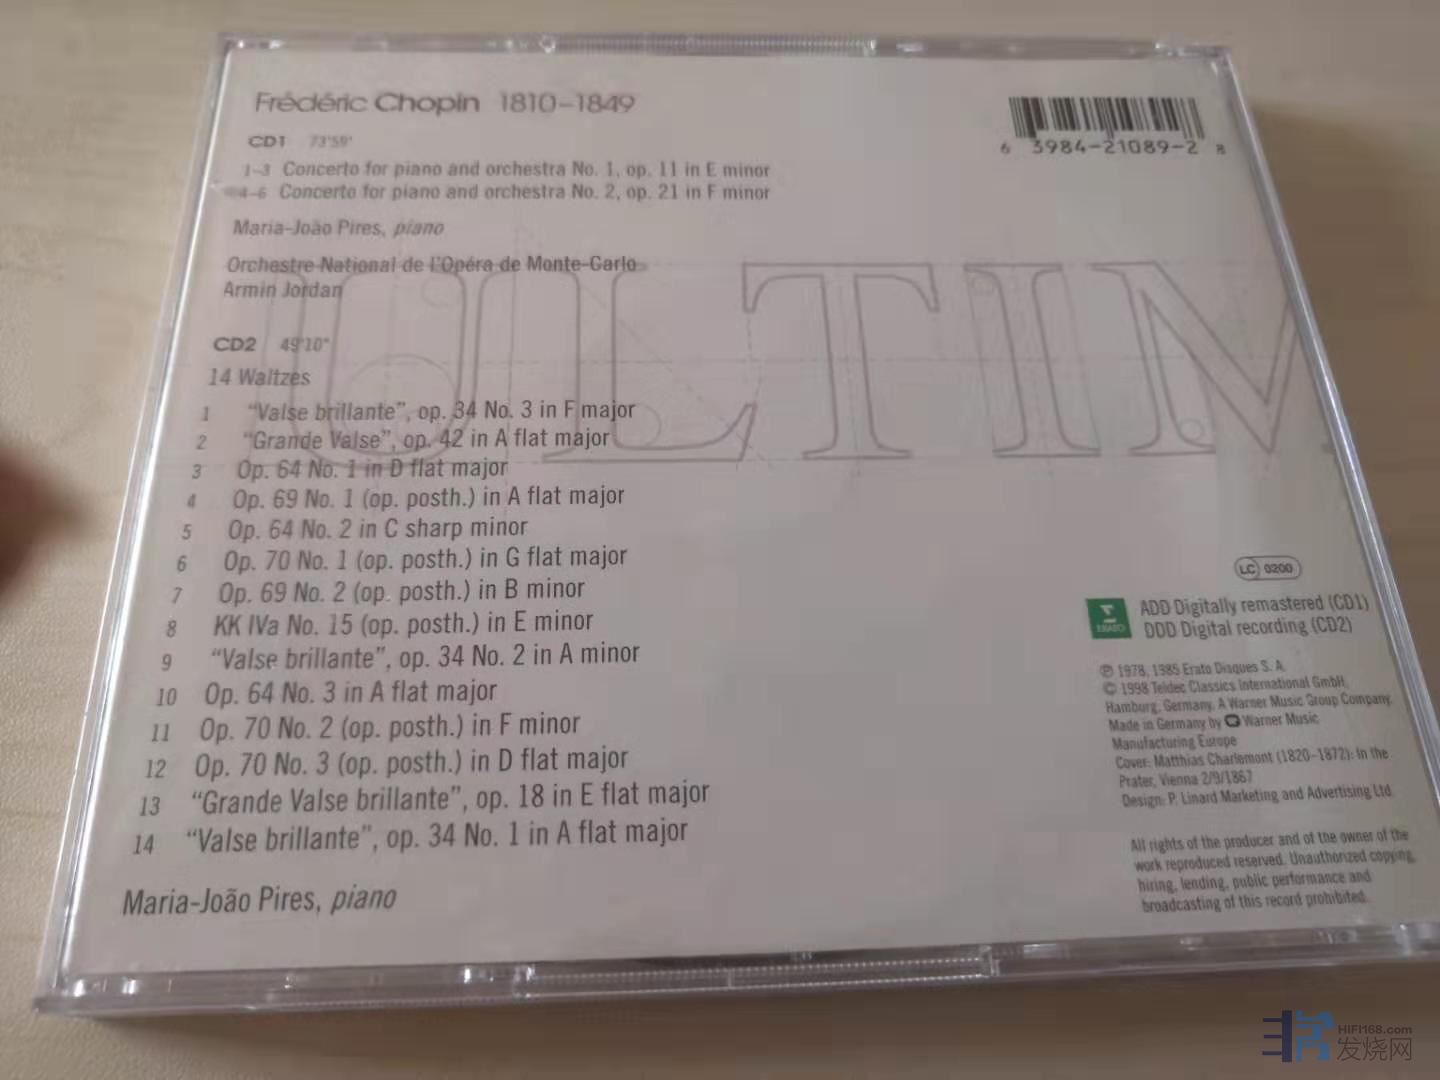 Frédéric Chopin 1810–1849
6 3984-21089-2 8
CD1 73'59"
1–3 Concerto for piano and orchestra No. 1, op. 11 in E minor
4–6 Concerto for piano and orchestra No. 2, op. 21 in F minor
Maria-João Pires, piano
Orchestre National de l'Opéra de Monte-Carlo
Armin Jordan
ULTIM
CD2 49'10"
14 Waltzes
1 "Valse brillante", op. 34 No. 3 in F major
2 "Grande Valse", op. 42 in A flat major
3 Op. 64 No. 1 in D flat major
4 Op. 69 No. 1 (op. posth.) in A flat major
5 Op. 64 No. 2 in C sharp minor
6 Op. 70 No. 1 (op. posth.) in G flat major
7 Op. 69 No. 2 (op. posth.) in B minor
8 KK IVa No. 15 (op. posth.) in E minor
9 "Valse brillante", op. 34 No. 2 in A minor
10 Op. 64 No. 3 in A flat major
11 Op. 70 No. 2 (op. posth.) in F minor
12 Op. 70 No. 3 (op. posth.) in D flat major
13 "Grande Valse brillante", op. 18 in E flat major
14 "Valse brillante", op. 34 No. 1 in A flat major
Maria-João Pires, piano
LC 0200
ERATO
ADD Digitally remastered (CD1)
DDD Digital recording (CD2)
℗ 1978, 1985 Erato Disques S. A.
© 1998 Teldec Classics International GmbH,
Hamburg, Germany. A Warner Music Group Company.
Made in Germany by Warner Music
Manufacturing Europe
Cover: Matthias Charlemont (1820–1872): In the
Prater, Vienna 2/9/1867
Design: P. Linard Marketing and Advertising Ltd.
All rights of the producer and of the owner of the
work reproduced reserved. Unauthorized copying,
hiring, lending, public performance and
broadcasting of this record prohibited.
HIFI168.com
发烧网